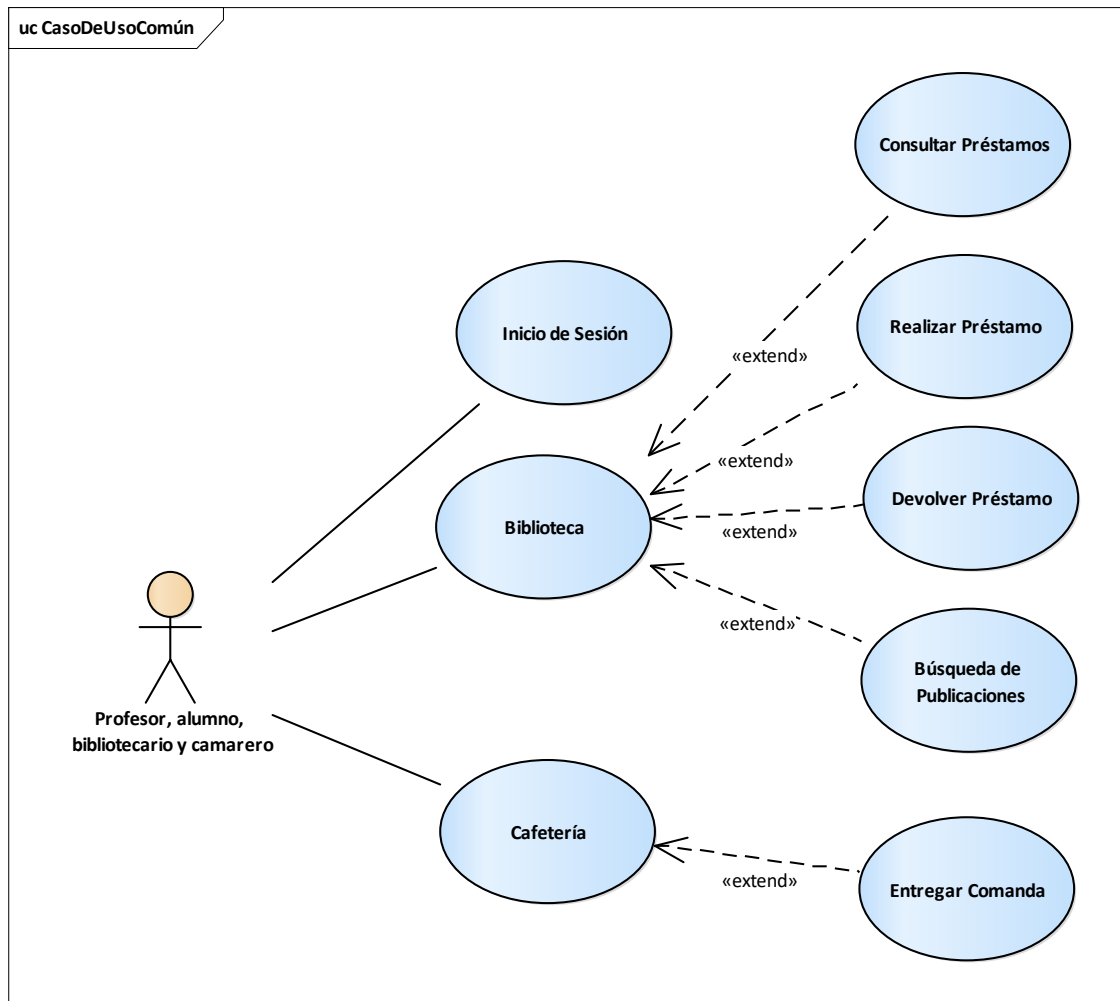 uc CasoDeUsoComún
Consultar Préstamos
Realizar Préstamo
Inicio de Sesión
«extend»
«extend»
Devolver Préstamo
Biblioteca
«extend»
«extend»
Búsqueda de
Publicaciones
Profesor, alumno,
bibliotecario y camarero
Cafetería
«extend»
Entregar Comanda